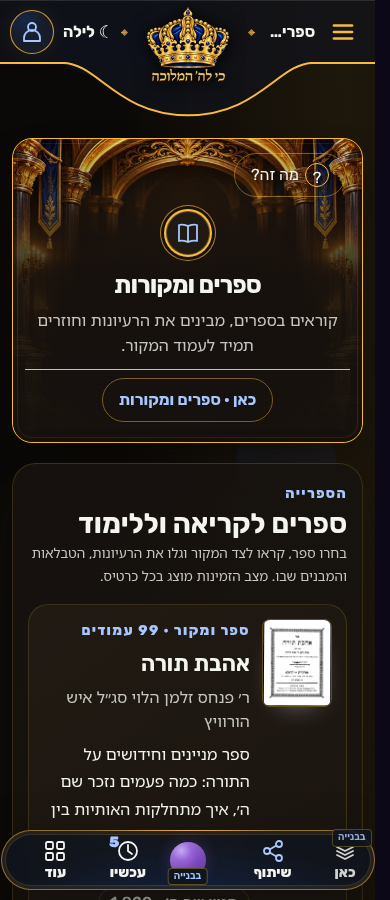 ספרי...
☾ לילה
כי לה׳ המלוכה
? מה זה?
ספרים ומקורות
קוראים בספרים, מבינים את הרעיונות וחוזרים
תמיד לעמוד המקור.
כאן • ספרים ומקורות
הספרייה
ספרים לקריאה וללימוד
בחרו ספר, קראו לצד המקור וגלו את הרעיונות, הטבלאות
והמבנים שבו. מצב הזמינות מוצג בכל כרטיס.
ספר ומקור • 99 עמודים
אהבת תורה
אהבת תורה
ר׳ פנחס זלמן הלוי סג״ל איש
הורוויץ
ספר מניינים וחידושים על
התורה: כמה פעמים נזכר שם
ה׳, איך מתחלקות האותיות בין
בבנייה
כאן
שיתוף
בבנייה
5
עכשיו
עוד